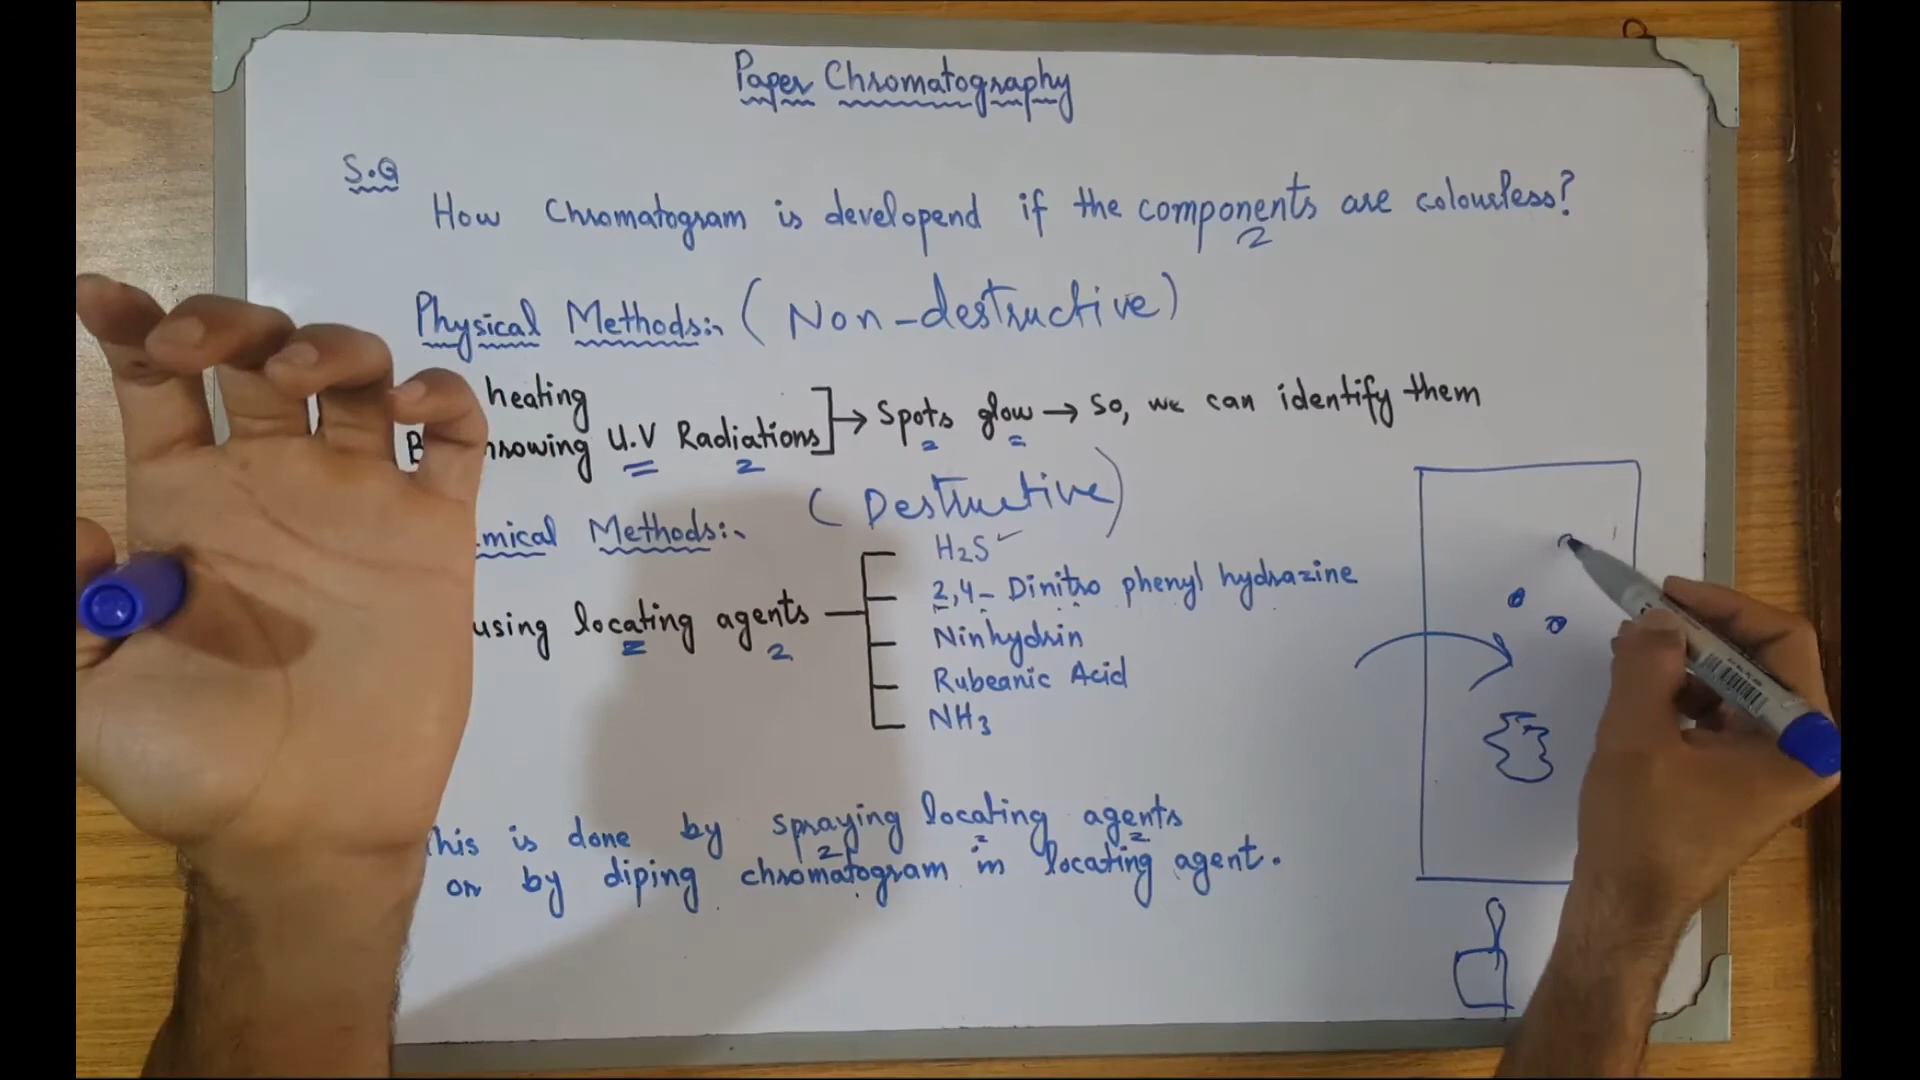 Paper Chromatography
S.Q
How Chromatogram is developend if the components are colourless?
Physical Methods:- (Non-destructive)
heating
U.V Radiations → Spots glow → So, we can identify them
(Destructive)
Methods:-
H2S
2,4- Dinitro phenyl hydrazine
using locating agents
Ninhydrin
Rubeanic Acid
NH3
is done by spraying locating agents
or by diping chromatogram in locating agent.